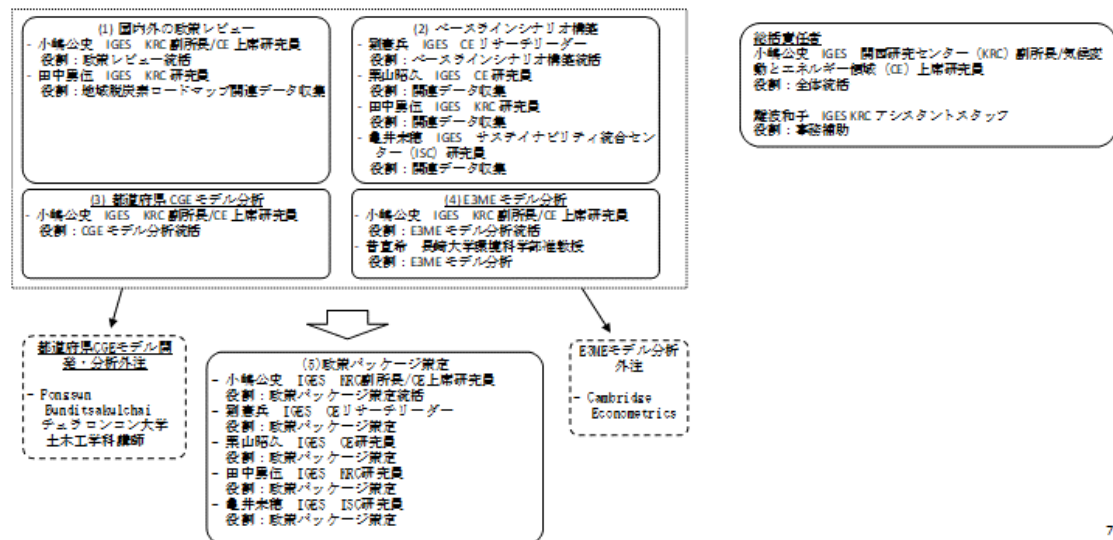 (1) 国内外の政策レビュー
- 小嶋公史 IGES KRC 副所長/CE 上席研究員
役割：政策レビュー統括
- 田中勇伍 IGES KRC 研究員
役割：地域脱炭素ロードマップ関連データ収集
(2) ベースラインシナリオ構築
- 劉憲兵 IGES CE リサーチリーダー
役割：ベースラインシナリオ構築統括
- 栗山昭久 IGES CE 研究員
役割：関連データ収集
- 田中勇伍 IGES KRC 研究員
役割：関連データ収集
- 亀井未穂 IGES サステイナビリティ統合セン
ター（ISC）研究員
役割：関連データ収集
総括責任者
小嶋公史 IGES 関西研究センター（KRC）副所長/気候変
動とエネルギー領域（CE）上席研究員
役割：全体統括
難波和子 IGES KRC アシスタントスタッフ
役割：事務補助
(3) 都道府県 CGE モデル分析
- 小嶋公史 IGES KRC 副所長/CE 上席研究員
役割：CGE モデル分析統括
(4) E3ME モデル分析
- 小嶋公史 IGES KRC 副所長/CE 上席研究員
役割：E3ME モデル分析統括
- 昔宣希 長崎大学環境科学部准教授
役割：E3ME モデル分析
都道府県CGEモデル開
発・分析外注
- Pongsun
Bunditsakulchai
チュラロンコン大学
土木工学科講師
(5)政策パッケージ策定
- 小嶋公史 IGES KRC副所長/CE上席研究員
役割：政策パッケージ策定統括
- 劉憲兵 IGES CEリサーチリーダー
役割：政策パッケージ策定
- 栗山昭久 IGES CE研究員
役割：政策パッケージ策定
- 田中勇伍 IGES KRC研究員
役割：政策パッケージ策定
- 亀井未穂 IGES ISC研究員
役割：政策パッケージ策定
E3MEモデル分析
外注
- Cambridge
Econometrics
7